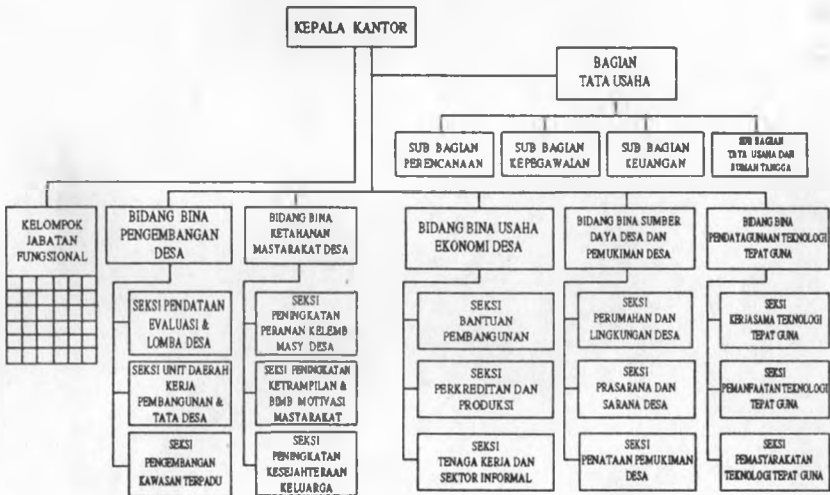 KEPALA KANTOR
BAGIAN
TATA USAHA
SUB BAGIAN
PERENCANAAN
SUB BAGIAN
KEPEGAWAIAN
SUB BAGIAN
KEUANGAN
SUB BAGIAN
TATA USAHA DAN
RUMAH TANGGA
KELOMPOK
JABATAN
FUNGSIONAL
BIDANG BINA
PENGEMBANGAN
DESA
BIDANG BINA
KETAHANAN
MASYARAKAT DESA
BIDANG BINA USAHA
EKONOMI DESA
BIDANG BINA SUMBER
DAYA DESA DAN
PEMUKIMAN DESA
BIDANG BINA
PENDAYAGUNAAN TEKNOLOGI
TEPAT GUNA
SEKSI PENDATAAN
EVALUASI &
LOMBA DESA
SEKSI UNIT DAERAH
KERJA
PEMBANGUNAN &
TATA DESA
SEKSI
PENGEMBANGAN
KAWASAN TERPADU
SEKSI
PENINGKATAN
PERANAN KELEMB
MASY DESA
SEKSI PENINGKATAN
KETRAMPILAN &
BIMB MOTIVASI
MASYARAKAT
SEKSI
PENINGKATAN
KESEJAHTERAAN
KELUARGA
SEKSI
BANTUAN
PEMBANGUNAN
SEKSI
PERKREDITAN DAN
PRODUKSI
SEKSI
TENAGA KERJA DAN
SEKTOR INFORMAL
SEKSI
PERUMAHAN DAN
LINGKUNGAN DESA
SEKSI
PRASARANA DAN
SARANA DESA
SEKSI
PENATAAN PEMUKIMAN
DESA
SEKSI
KERJASAMA TEKNOLOGI
TEPAT GUNA
SEKSI
PEMANFAATAN TEKNOLOGI
TEPAT GUNA
SEKSI
PEMASYARAKATAN
TEKNOLOGI TEPAT GUNA